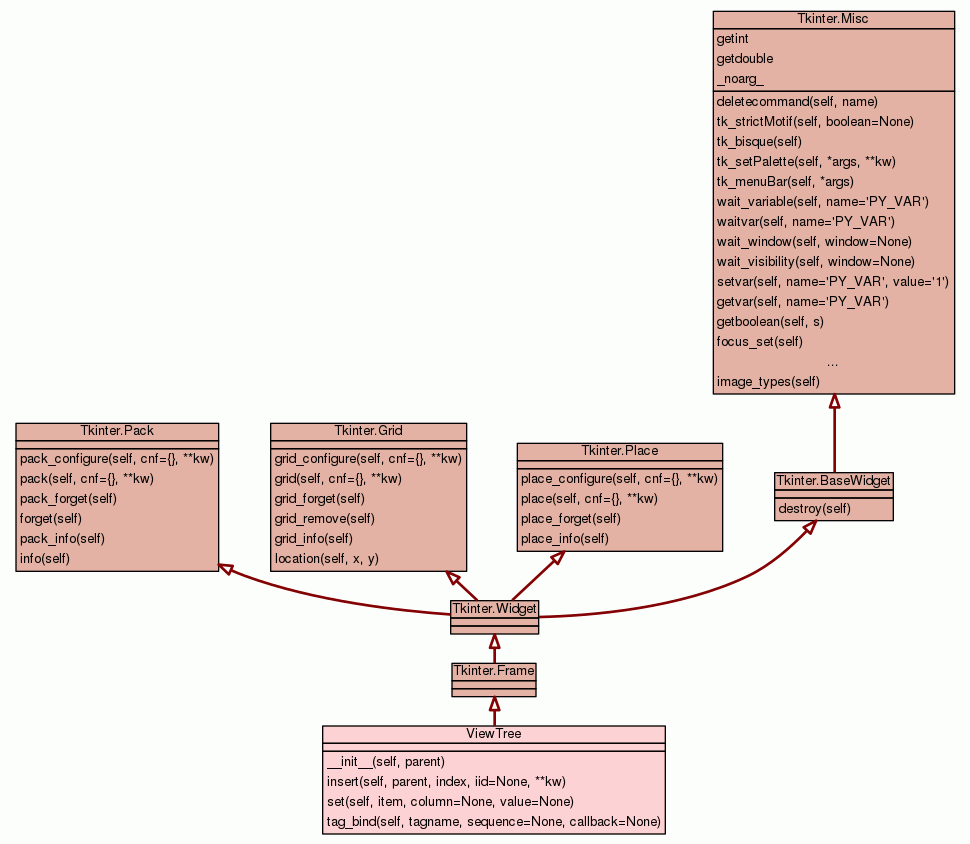 Tkinter.Misc
getint
getdouble
_noarg_
deletecommand(self, name)
tk_strictMotif(self, boolean=None)
tk_bisque(self)
tk_setPalette(self, *args, **kw)
tk_menuBar(self, *args)
wait_variable(self, name='PY_VAR')
waitvar(self, name='PY_VAR')
wait_window(self, window=None)
wait_visibility(self, window=None)
setvar(self, name='PY_VAR', value='1')
getvar(self, name='PY_VAR')
getboolean(self, s)
focus_set(self)
...
image_types(self)
Tkinter.Pack
pack_configure(self, cnf={}, **kw)
pack(self, cnf={}, **kw)
pack_forget(self)
forget(self)
pack_info(self)
info(self)
Tkinter.Grid
grid_configure(self, cnf={}, **kw)
grid(self, cnf={}, **kw)
grid_forget(self)
grid_remove(self)
grid_info(self)
location(self, x, y)
Tkinter.Place
place_configure(self, cnf={}, **kw)
place(self, cnf={}, **kw)
place_forget(self)
place_info(self)
Tkinter.BaseWidget
destroy(self)
Tkinter.Widget
Tkinter.Frame
ViewTree
__init__(self, parent)
insert(self, parent, index, iid=None, **kw)
set(self, item, column=None, value=None)
tag_bind(self, tagname, sequence=None, callback=None)